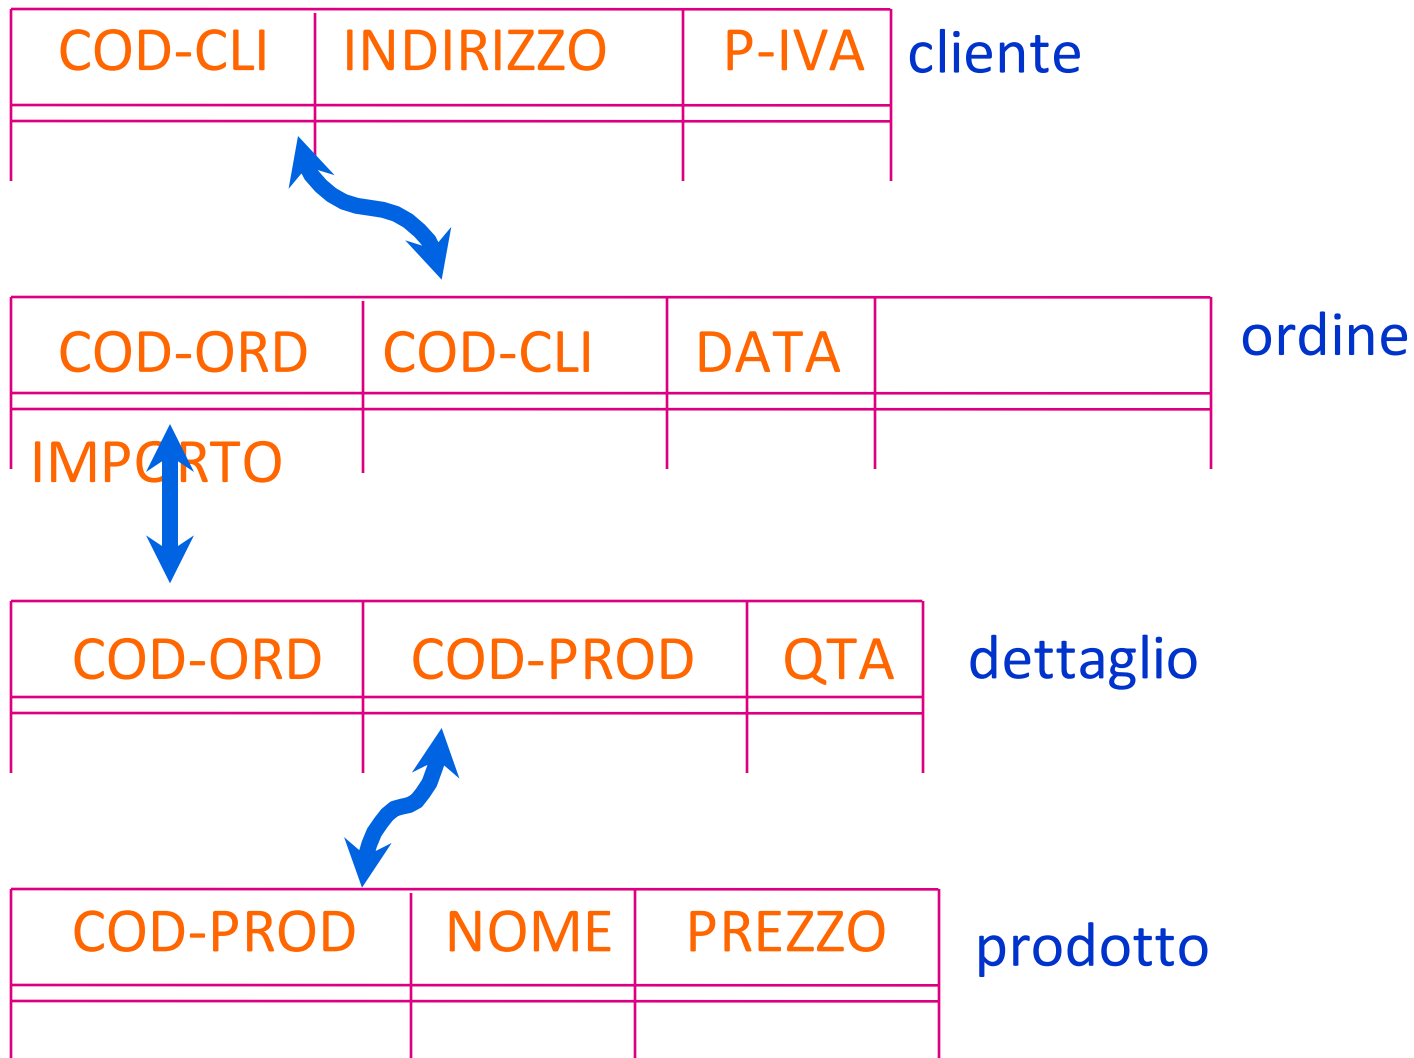 COD-CLI INDIRIZZO P-IVA cliente
COD-ORD COD-CLI DATA ordine
IMPORTO
COD-ORD COD-PROD QTA dettaglio
COD-PROD NOME PREZZO prodotto